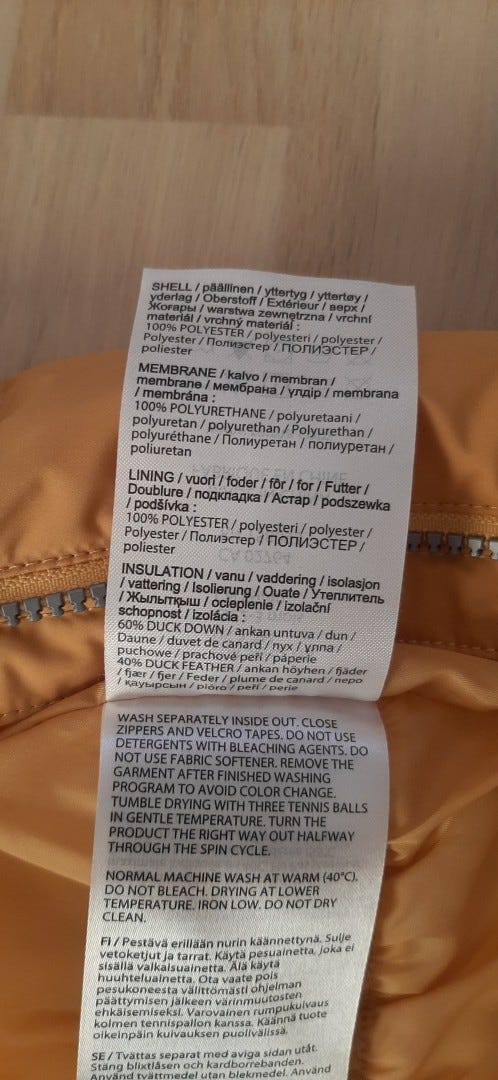 SHELL / päällinen / yttertyg / yttertøy /
yderlag / Oberstoff / Extérieur / верх /
Жоғары / warstwa zewnętrzna / vrchní
materiál / vrchný materiál :
100% POLYESTER / polyesteri / polyester /
Polyester / Полиэстер / ПОЛИЭСТЕР /
poliester
MEMBRANE / kalvo / membran /
membrane / мембрана / үлдір / membrana
/ membrána :
100% POLYURETHANE / polyuretaani /
polyuretan / polyurethan / Polyurethan /
polyuréthane / Полиуретан / полиуретан /
poliuretan
LINING / vuori / foder / fôr / for / Futter /
Doublure / подкладка / Астар / podszewka
/ podšívka :
100% POLYESTER / polyesteri / polyester /
Polyester / Полиэстер / ПОЛИЭСТЕР /
poliester
INSULATION / vanu / vaddering / isolasjon
/ vattering / Isolierung / Ouate / Утеплитель
/ Жылытқыш / ocieplenie / izolační
schopnost / izolácia :
60% DUCK DOWN / ankan untuva / dun /
Daune / duvet de canard / пух / ұлпа /
puchowe / prachové peří / páperie
40% DUCK FEATHER / ankan höyhen / fjäder
/ fjær / fjer / Feder / plume de canard / перо
/ қауырсын / pióro / peří / perie
WASH SEPARATELY INSIDE OUT. CLOSE
ZIPPERS AND VELCRO TAPES. DO NOT USE
DETERGENTS WITH BLEACHING AGENTS. DO
NOT USE FABRIC SOFTENER. REMOVE THE
GARMENT AFTER FINISHED WASHING
PROGRAM TO AVOID COLOR CHANGE.
TUMBLE DRYING WITH THREE TENNIS BALLS
IN GENTLE TEMPERATURE. TURN THE
PRODUCT THE RIGHT WAY OUT HALFWAY
THROUGH THE SPIN CYCLE.
NORMAL MACHINE WASH AT WARM (40°C).
DO NOT BLEACH. DRYING AT LOWER
TEMPERATURE. IRON LOW. DO NOT DRY
CLEAN.
FI / Pestävä erillään nurin käännettynä. Sulje
vetoketjut ja tarrat. Käytä pesuainetta, joka ei
sisällä valkaisuainetta. Älä käytä
huuhteluainetta. Ota vaate pois
pesukoneesta välittömästi ohjelman
päättymisen jälkeen värinmuutosten
ehkäisemiseksi. Varovainen rumpukuivaus
kolmen tennispallon kanssa. Käännä tuote
oikeinpäin kuivauksen puolivälissä.
SE / Tvättas separat med aviga sidan utåt.
Stäng blixtlåsen och kardborrebanden.
Använd tvättmedel utan blekmedel. Använd